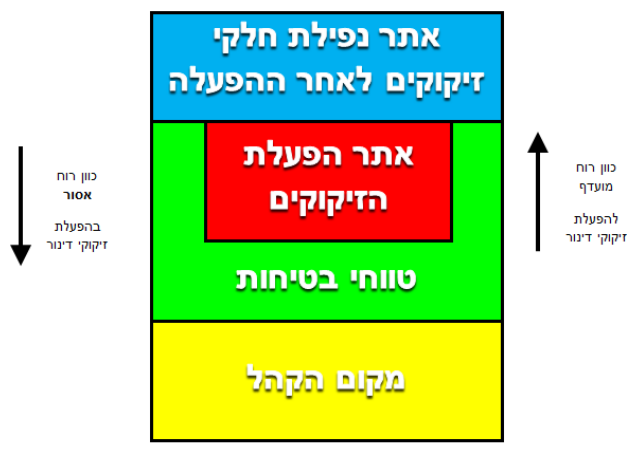 אתר נפילת חלקי
זיקוקים לאחר ההפעלה
אתר הפעלת
הזיקוקים
טווחי בטיחות
מקום הקהל
כוון רוח
מועדף
להפעלת
זיקוקי דינור
כוון רוח
אסור
בהפעלת
זיקוקי דינור